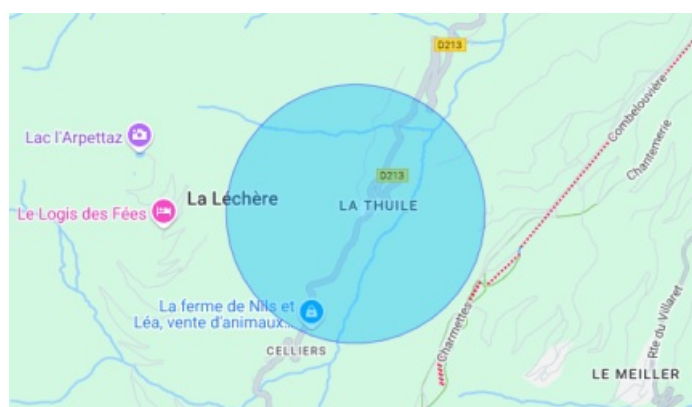 D213
Combelouvière
Chantemerie
Lac l'Arpettaz
D213
La Léchère
LA THUILE
Le Logis des Fées
La ferme de Nils et
Léa, vente d'animaux...
CELLIERS
Charmettes
Rte du Villaret
LE MEILLER